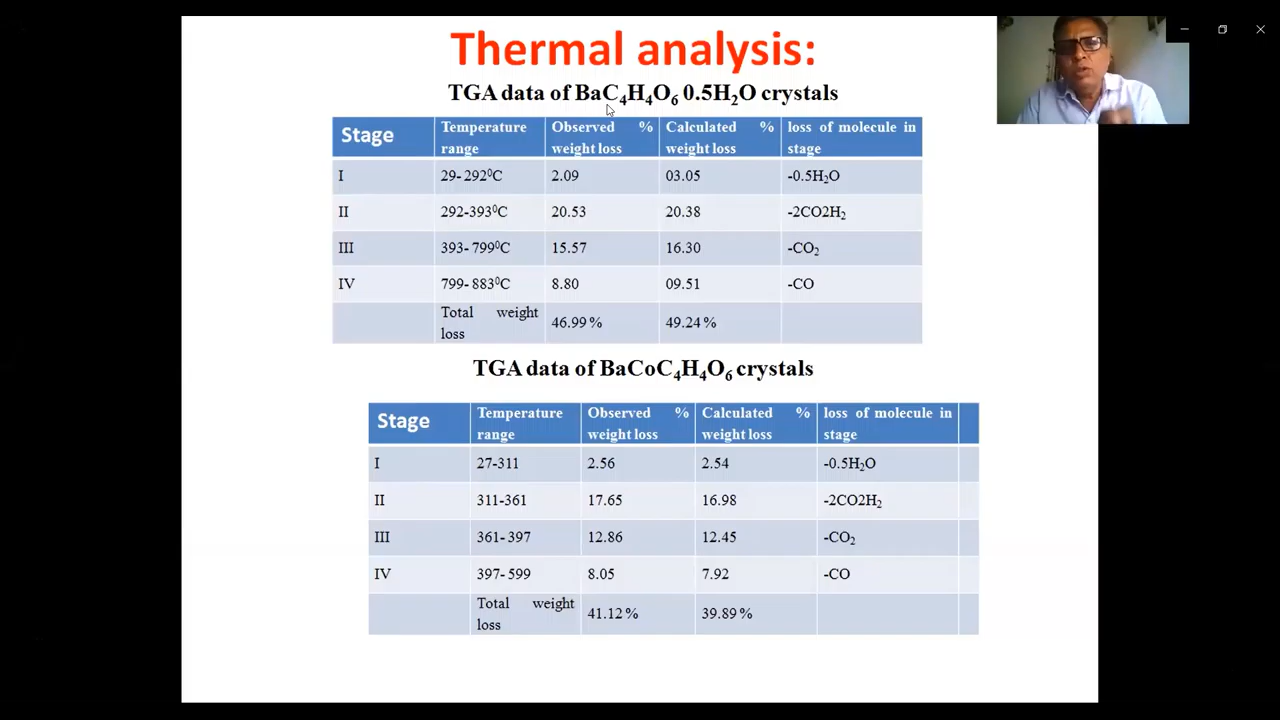 Thermal analysis:
TGA data of BaC₄H₄O₆ 0.5H₂O crystals
Stage Temperature range Observed % weight loss Calculated % weight loss loss of molecule in stage
I 29-292⁰C 2.09 03.05 -0.5H₂O
II 292-393⁰C 20.53 20.38 -2CO2H₂
III 393-799⁰C 15.57 16.30 -CO₂
IV 799-883⁰C 8.80 09.51 -CO
Total weight loss 46.99 % 49.24 %
TGA data of BaCoC₄H₄O₆ crystals
Stage Temperature range Observed % weight loss Calculated % weight loss loss of molecule in stage
I 27-311 2.56 2.54 -0.5H₂O
II 311-361 17.65 16.98 -2CO2H₂
III 361-397 12.86 12.45 -CO₂
IV 397-599 8.05 7.92 -CO
Total weight loss 41.12 % 39.89 %